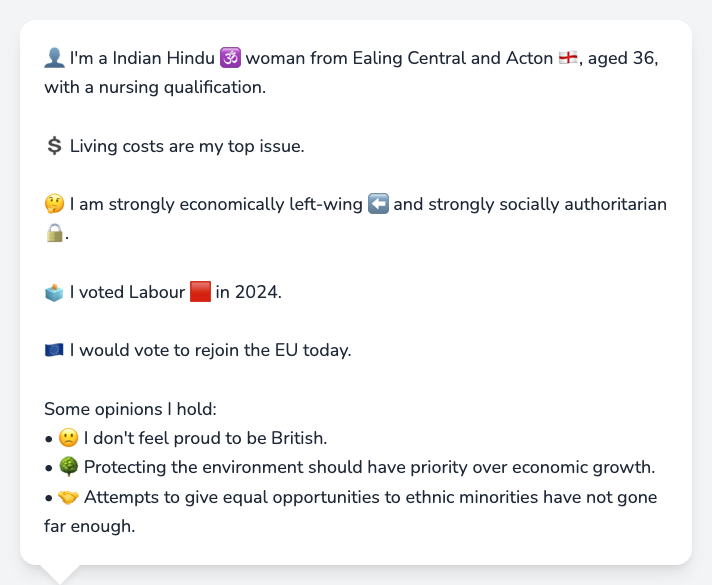 👤 I'm a Indian Hindu 🕉️ woman from Ealing Central and Acton 🏴󠁧󠁢󠁥󠁮󠁧󠁿, aged 36,
with a nursing qualification.
💲 Living costs are my top issue.
🤔 I am strongly economically left-wing ⬅️ and strongly socially authoritarian
🔒.
🗳️ I voted Labour 🟥 in 2024.
🇪🇺 I would vote to rejoin the EU today.
Some opinions I hold:
• 🙁 I don't feel proud to be British.
• 🌳 Protecting the environment should have priority over economic growth.
• 🤝 Attempts to give equal opportunities to ethnic minorities have not gone
far enough.